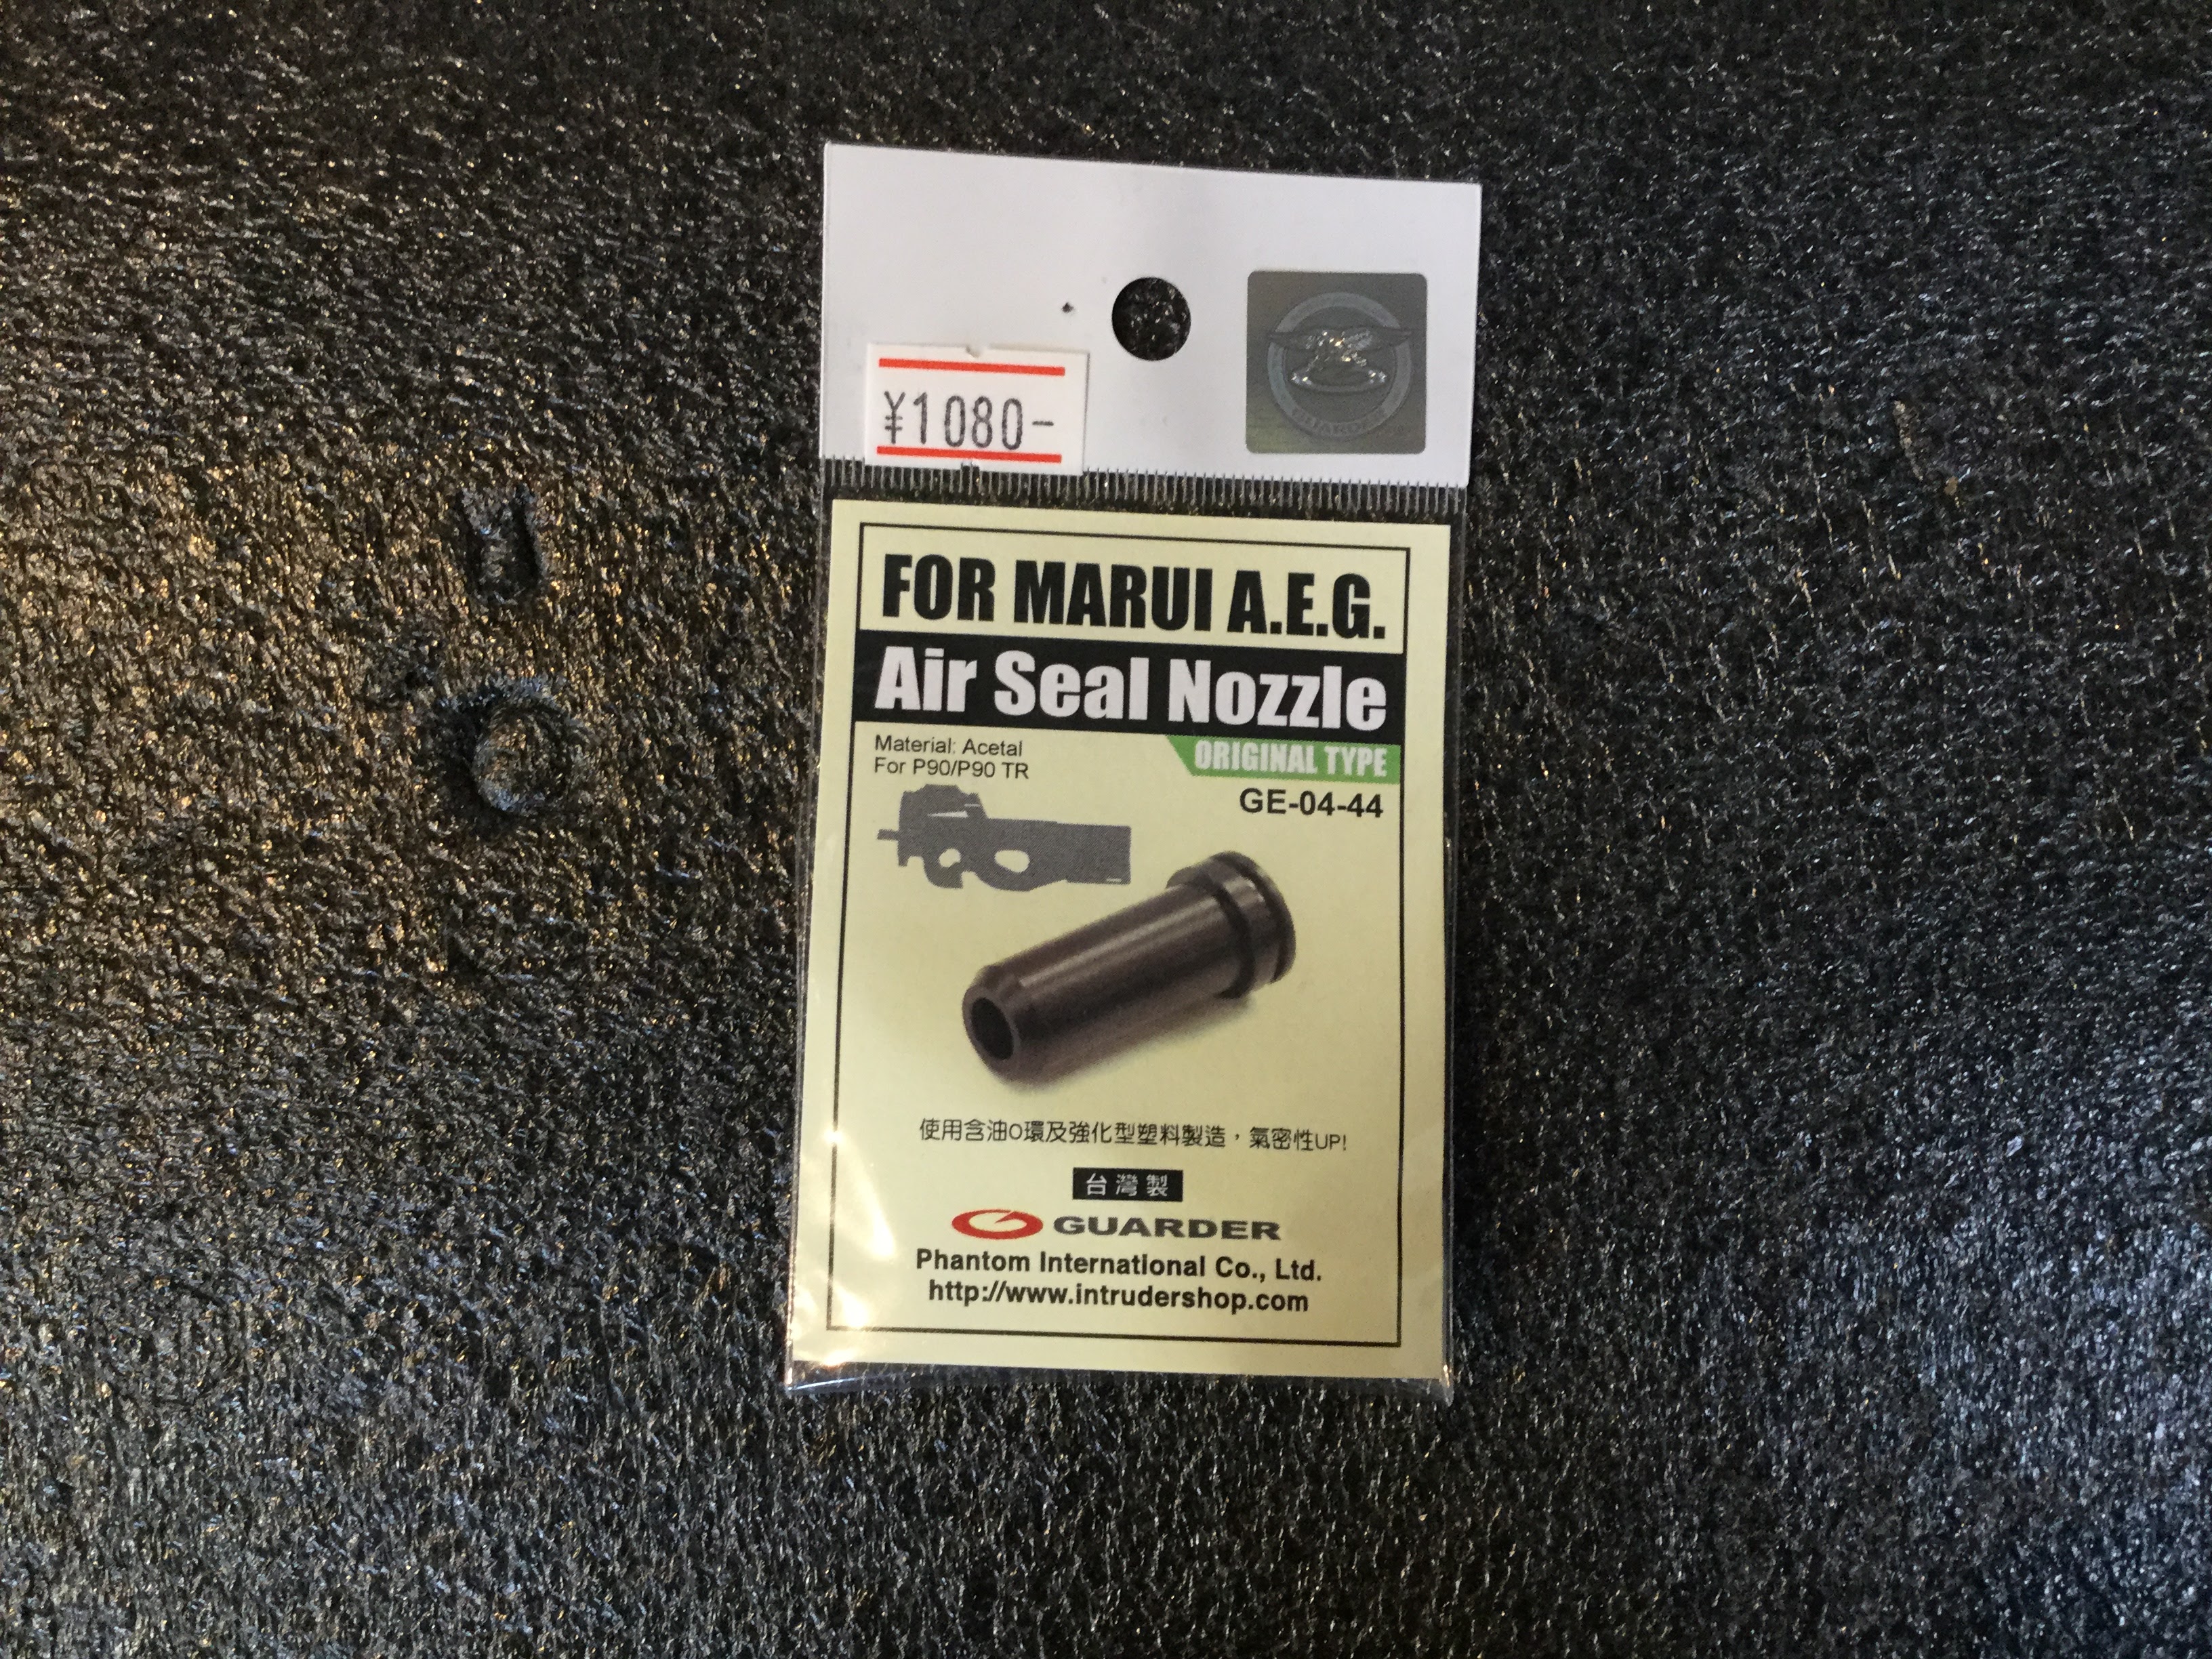 ¥1080-
GUARDER
FOR MARUI A.E.G.
Air Seal Nozzle
Material: Acetal
For P90/P90 TR
ORIGINAL TYPE
GE-04-44
使用含油O環及強化型塑料製造，氣密性UP!
台灣製
GUARDER
Phantom International Co., Ltd.
http://www.intrudershop.com